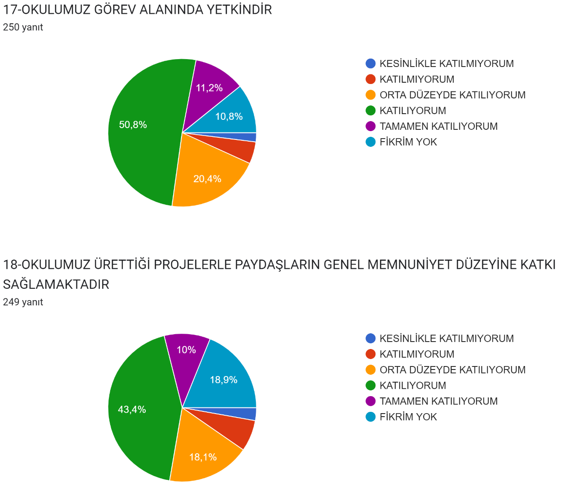 17-OKULUMUZ GÖREV ALANINDA YETKİNDİR
250 yanıt
KESİNLİKLE KATILMIYORUM
KATILMIYORUM
ORTA DÜZEYDE KATILIYORUM
KATILIYORUM
TAMAMEN KATILIYORUM
FİKRİM YOK
11,2%
10,8%
50,8%
20,4%
18-OKULUMUZ ÜRETTİĞİ PROJELERLE PAYDAŞLARIN GENEL MEMNUNİYET DÜZEYİNE KATKI
SAĞLAMAKTADIR
249 yanıt
KESİNLİKLE KATILMIYORUM
KATILMIYORUM
ORTA DÜZEYDE KATILIYORUM
KATILIYORUM
TAMAMEN KATILIYORUM
FİKRİM YOK
10%
18,9%
43,4%
18,1%